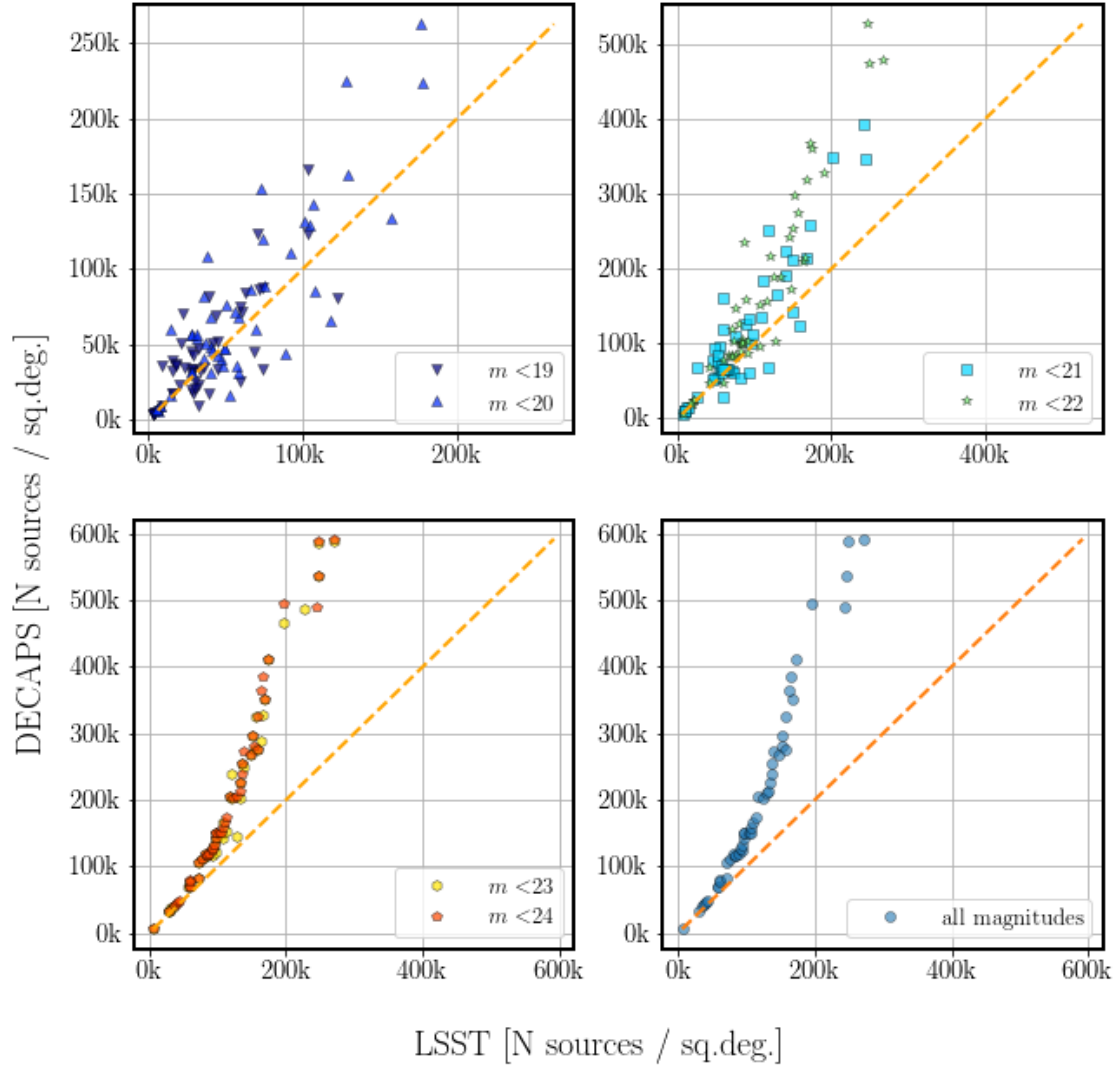 250k
200k
150k
100k
50k
0k
0k
100k
200k
m <19
m <20
500k
400k
300k
200k
100k
0k
0k
200k
400k
m <21
m <22
600k
500k
400k
300k
200k
100k
0k
0k
200k
400k
600k
m <23
m <24
600k
500k
400k
300k
200k
100k
0k
0k
200k
400k
600k
all magnitudes
DECAPS [N sources / sq.deg.]
LSST [N sources / sq.deg.]